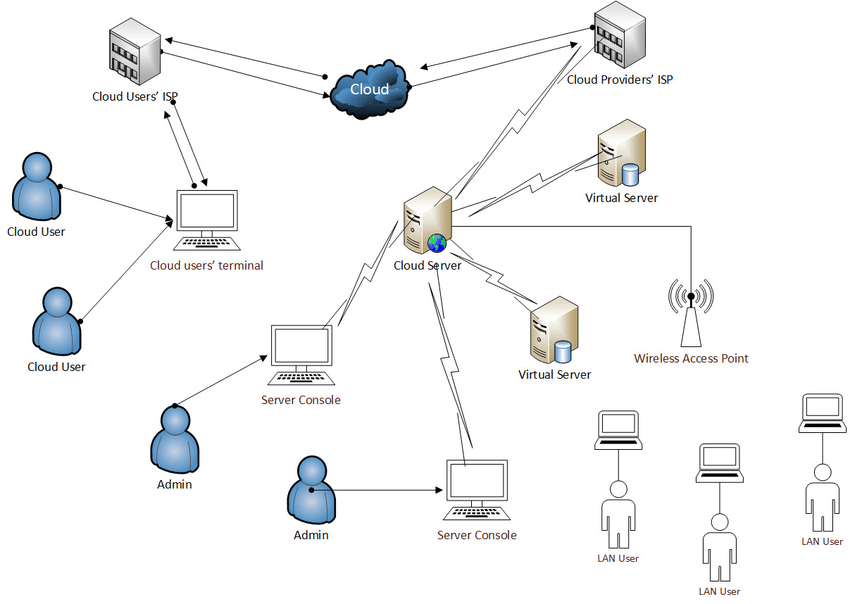 Cloud
Cloud Users' ISP
Cloud Providers' ISP
Virtual Server
Cloud User
Cloud users' terminal
Cloud Server
Wireless Access Point
Cloud User
Virtual Server
Server Console
Admin
Admin
Server Console
LAN User
LAN User
LAN User